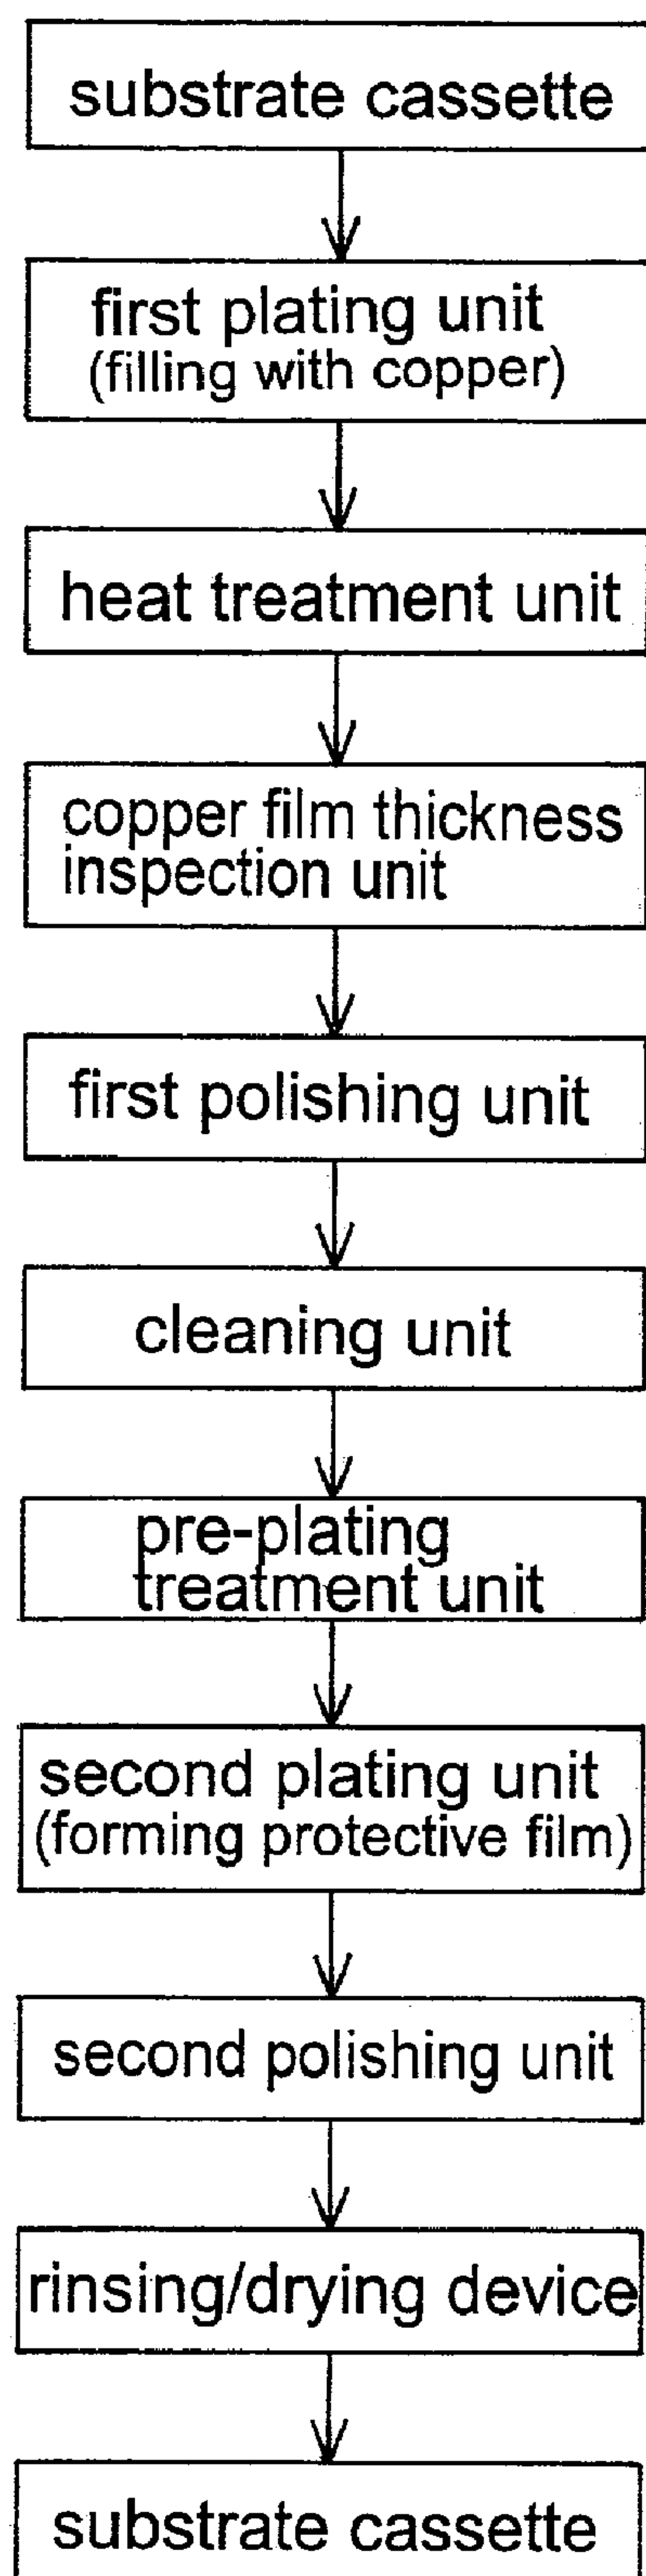 substrate cassette
first plating unit
(filling with copper)
heat treatment unit
copper film thickness
inspection unit
first polishing unit
cleaning unit
pre-plating
treatment unit
second plating unit
(forming protective film)
second polishing unit
rinsing/drying device
substrate cassette